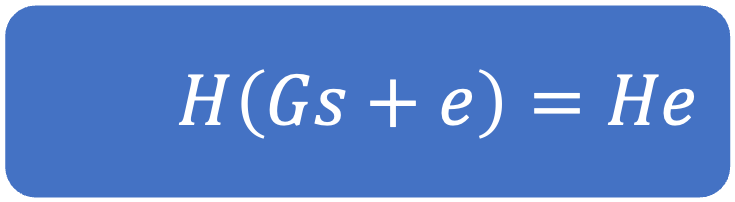 H(Gs + e) = He